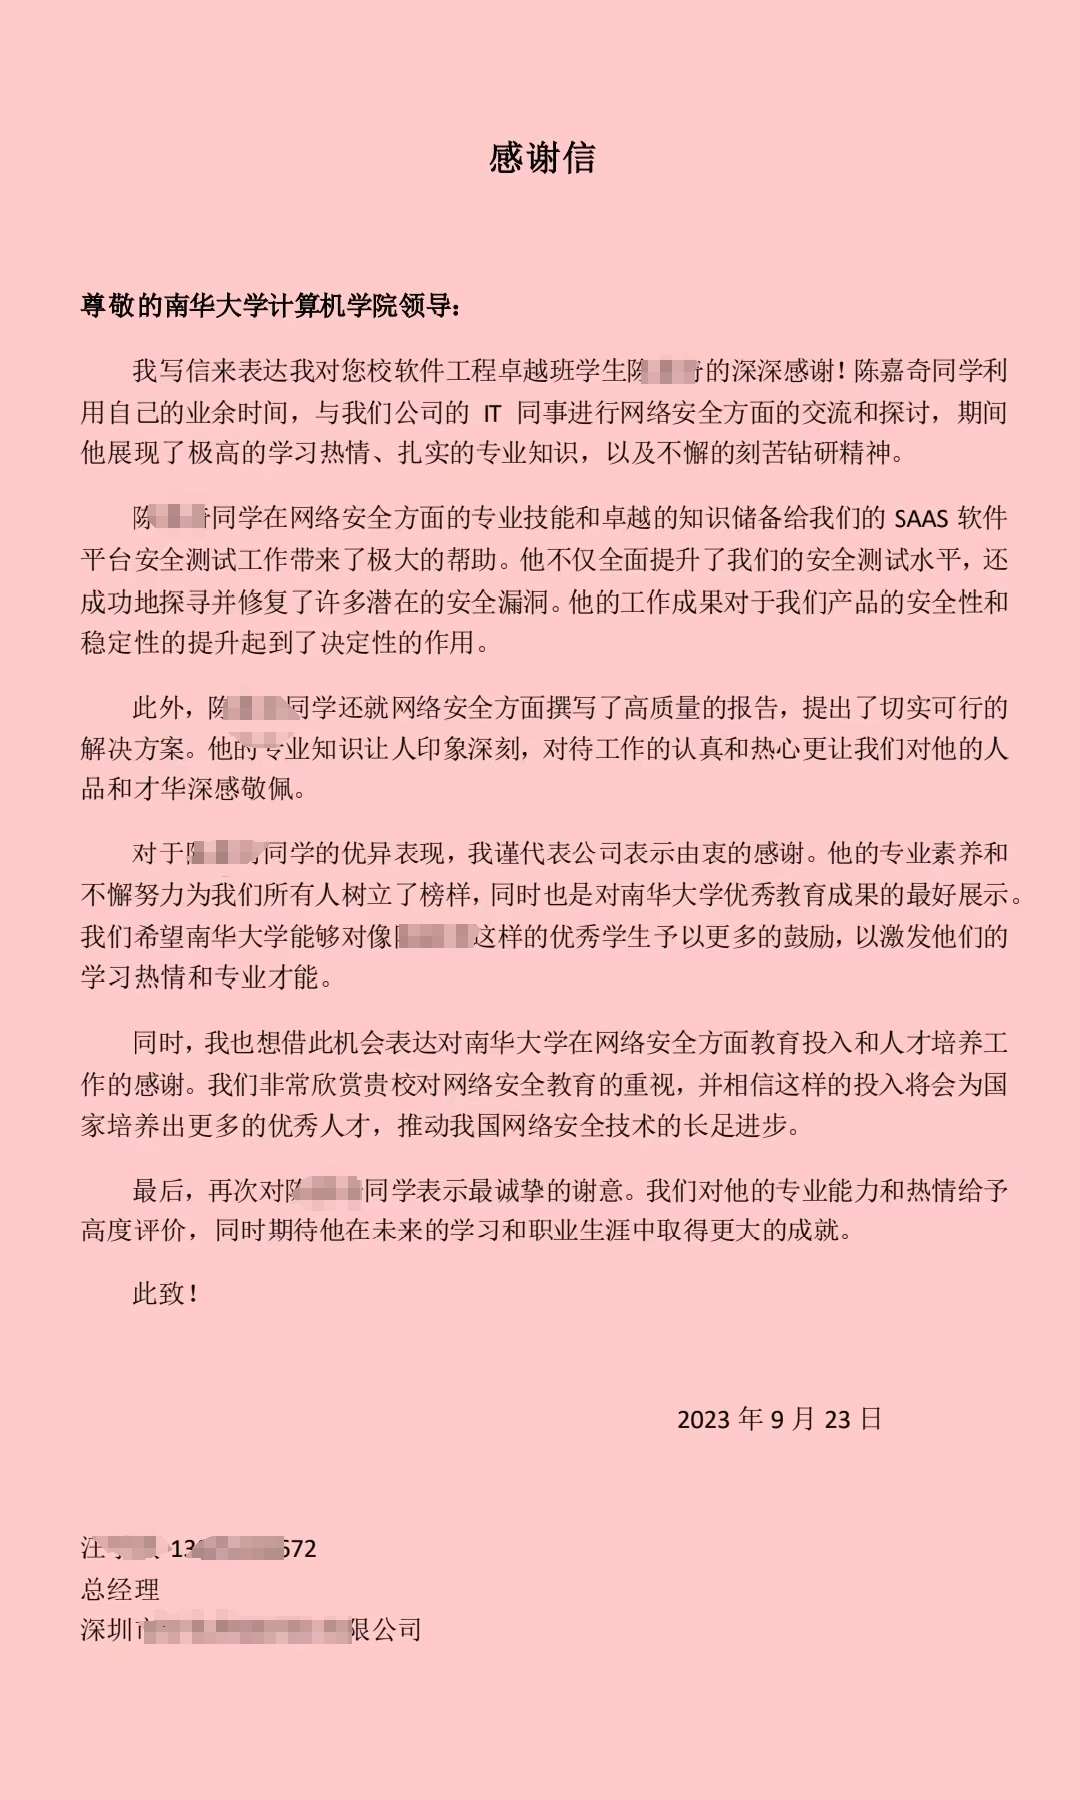 感谢信
尊敬的南华大学计算机学院领导：
我写信来表达我对您校软件工程卓越班学生陈 的深深感谢！陈嘉奇同学利
用自己的业余时间，与我们公司的 IT 同事进行网络安全方面的交流和探讨，期间
他展现了极高的学习热情、扎实的专业知识，以及不懈的刻苦钻研精神。
陈 同学在网络安全方面的专业技能和卓越的知识储备给我们的 SAAS 软件
平台安全测试工作带来了极大的帮助。他不仅全面提升了我们的安全测试水平，还
成功地探寻并修复了许多潜在的安全漏洞。他的工作成果对于我们产品的安全性和
稳定性的提升起到了决定性的作用。
此外，陈 同学还就网络安全方面撰写了高质量的报告，提出了切实可行的
解决方案。他的专业知识让人印象深刻，对待工作的认真和热心更让我们对他的人
品和才华深感敬佩。
对于 同学的优异表现，我谨代表公司表示由衷的感谢。他的专业素养和
不懈努力为我们所有人树立了榜样，同时也是对南华大学优秀教育成果的最好展示。
我们希望南华大学能够对像 这样的优秀学生予以更多的鼓励，以激发他们的
学习热情和专业才能。
同时，我也想借此机会表达对南华大学在网络安全方面教育投入和人才培养工
作的感谢。我们非常欣赏贵校对网络安全教育的重视，并相信这样的投入将会为国
家培养出更多的优秀人才，推动我国网络安全技术的长足进步。
最后，再次对 同学表示最诚挚的谢意。我们对他的专业能力和热情给予
高度评价，同时期待他在未来的学习和职业生涯中取得更大的成就。
此致！
2023 年 9 月 23 日
汪 13 672
总经理
深圳市 限公司